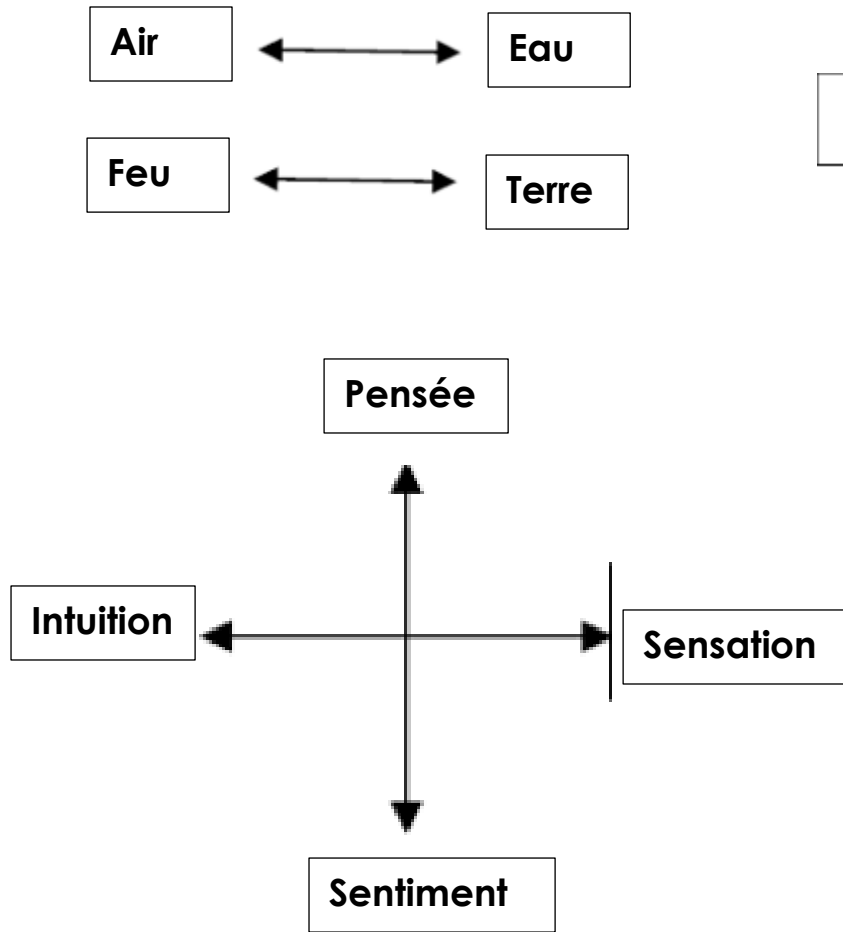 Air
Eau
Feu
Terre
Pensée
Intuition
Sensation
Sentiment